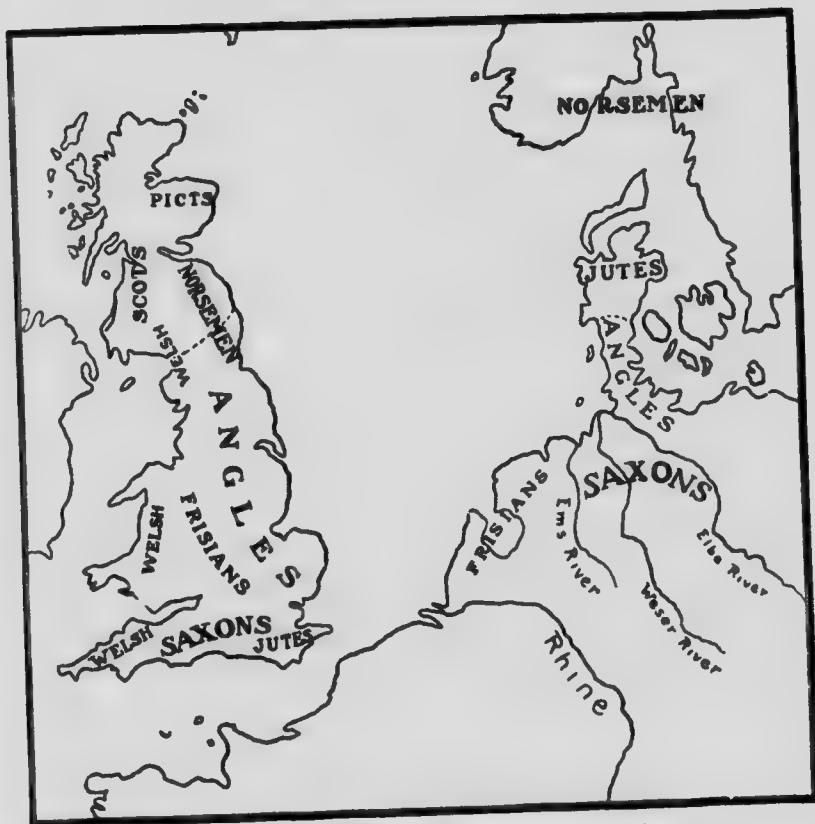 NORSEMEN
PICTS
SCOTS
NORSEMEN
WELSH
JUTES
ANGLES
ANGLES
SAXONS
FRISIANS
Ems River
Elbe River
Weser River
FRISIANS
WELSH
WELSH
SAXONS
JUTES
Rhine